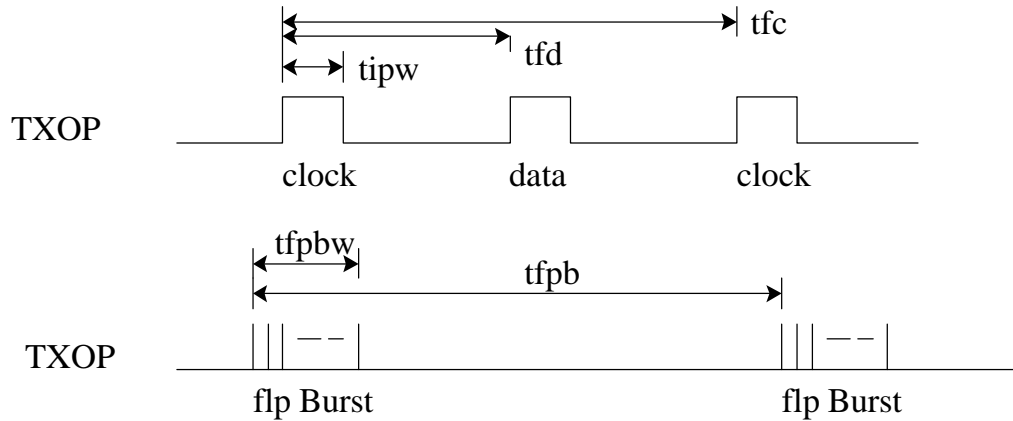 tfc
tfd
tipw
TXOP
clock data clock
tfpbw
tfpb
TXOP
flp Burst flp Burst